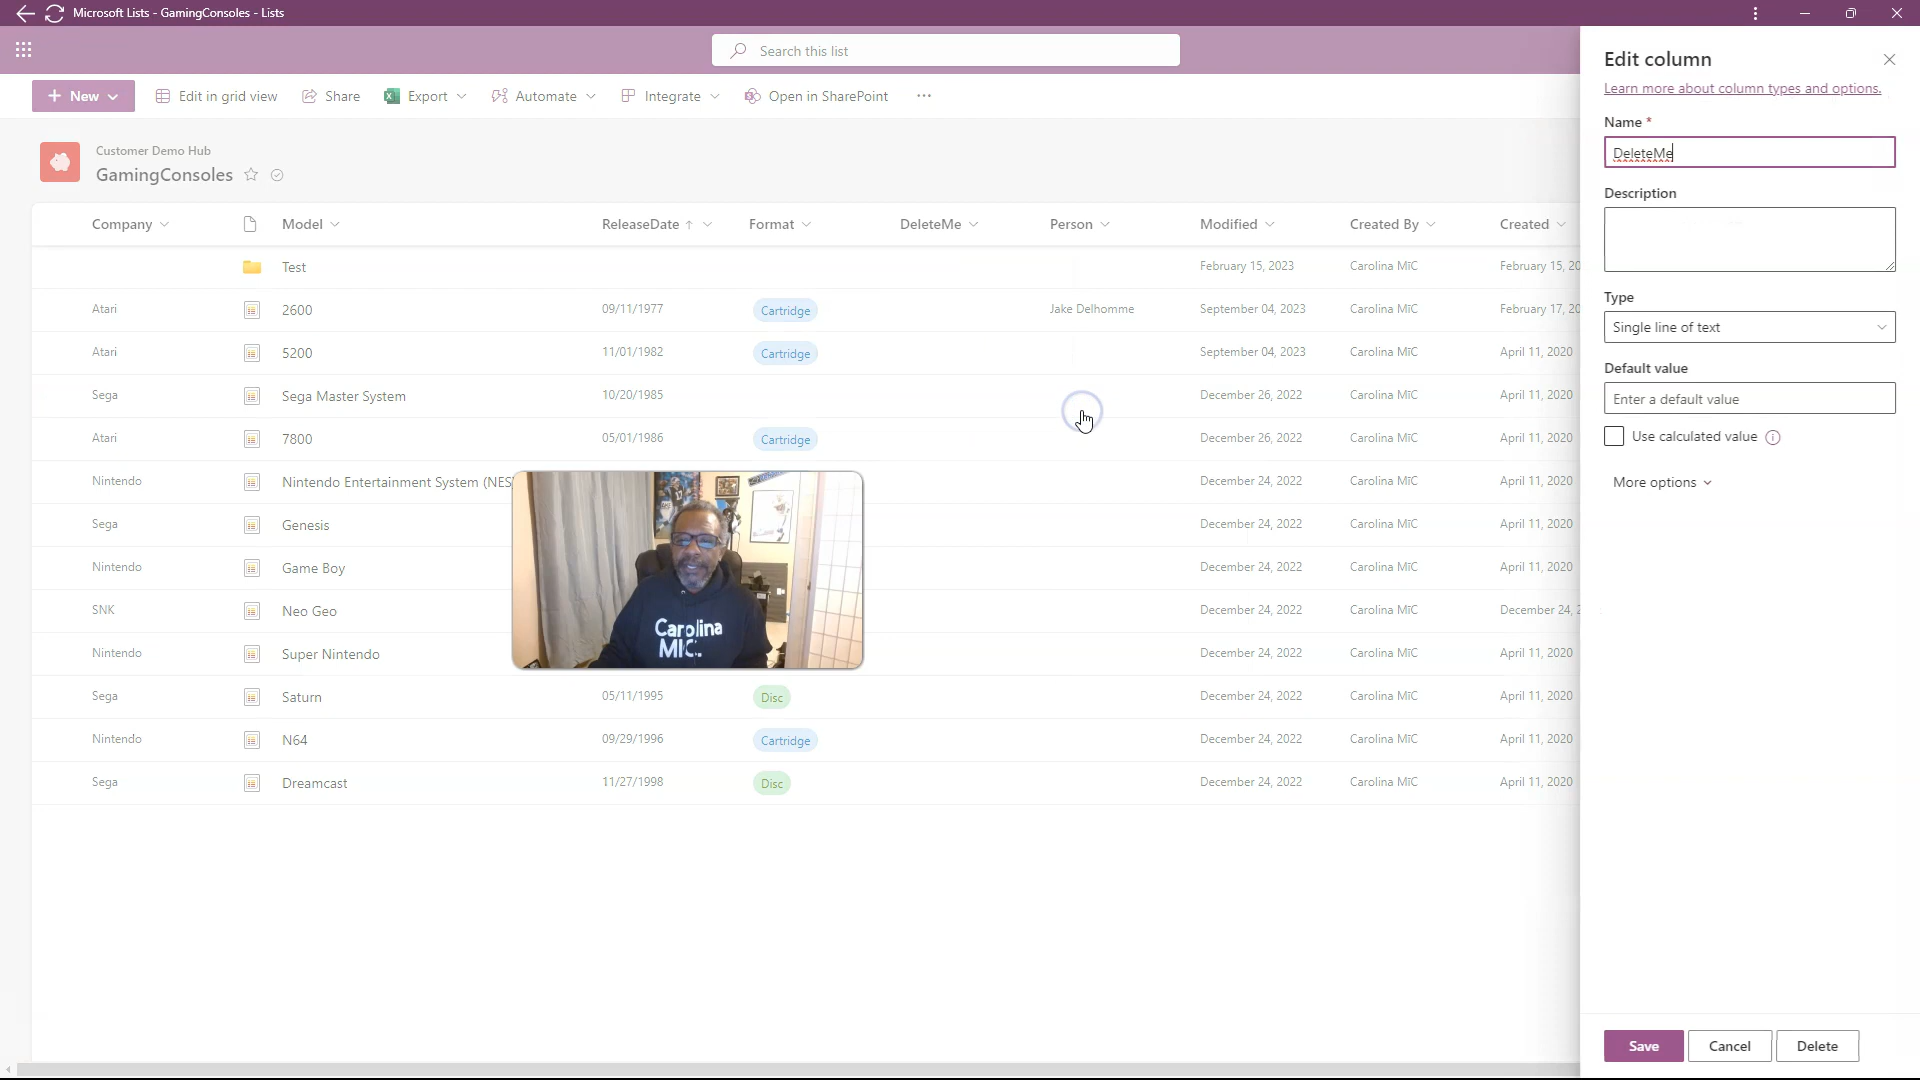 Microsoft Lists - GamingConsoles - Lists
Search this list
New
Edit in grid view
Share
Export
Automate
Integrate
Open in SharePoint
Customer Demo Hub
GamingConsoles
Company Model ReleaseDate Format DeleteMe Person Modified Created By Created
Test February 15, 2023 Carolina MiC February 15, 20
Atari 2600 09/11/1977 Cartridge Jake Delhomme September 04, 2023 Carolina MiC February 17, 20
Atari 5200 11/01/1982 Cartridge September 04, 2023 Carolina MiC April 11, 2020
Sega Sega Master System 10/20/1985 December 26, 2022 Carolina MiC April 11, 2020
Atari 7800 05/01/1986 Cartridge December 26, 2022 Carolina MiC April 11, 2020
Nintendo Nintendo Entertainment System (NES December 24, 2022 Carolina MiC April 11, 2020
Sega Genesis December 24, 2022 Carolina MiC April 11, 2020
Nintendo Game Boy December 24, 2022 Carolina MiC April 11, 2020
SNK Neo Geo December 24, 2022 Carolina MiC December 24, 2
Nintendo Super Nintendo December 24, 2022 Carolina MiC April 11, 2020
Sega Saturn 05/11/1995 Disc December 24, 2022 Carolina MiC April 11, 2020
Nintendo N64 09/29/1996 Cartridge December 24, 2022 Carolina MiC April 11, 2020
Sega Dreamcast 11/27/1998 Disc December 24, 2022 Carolina MiC April 11, 2020
Carolina
MiC.
Edit column
Learn more about column types and options.
Name *
DeleteMe
Description
Type
Single line of text
Default value
Enter a default value
Use calculated value
More options
Save
Cancel
Delete